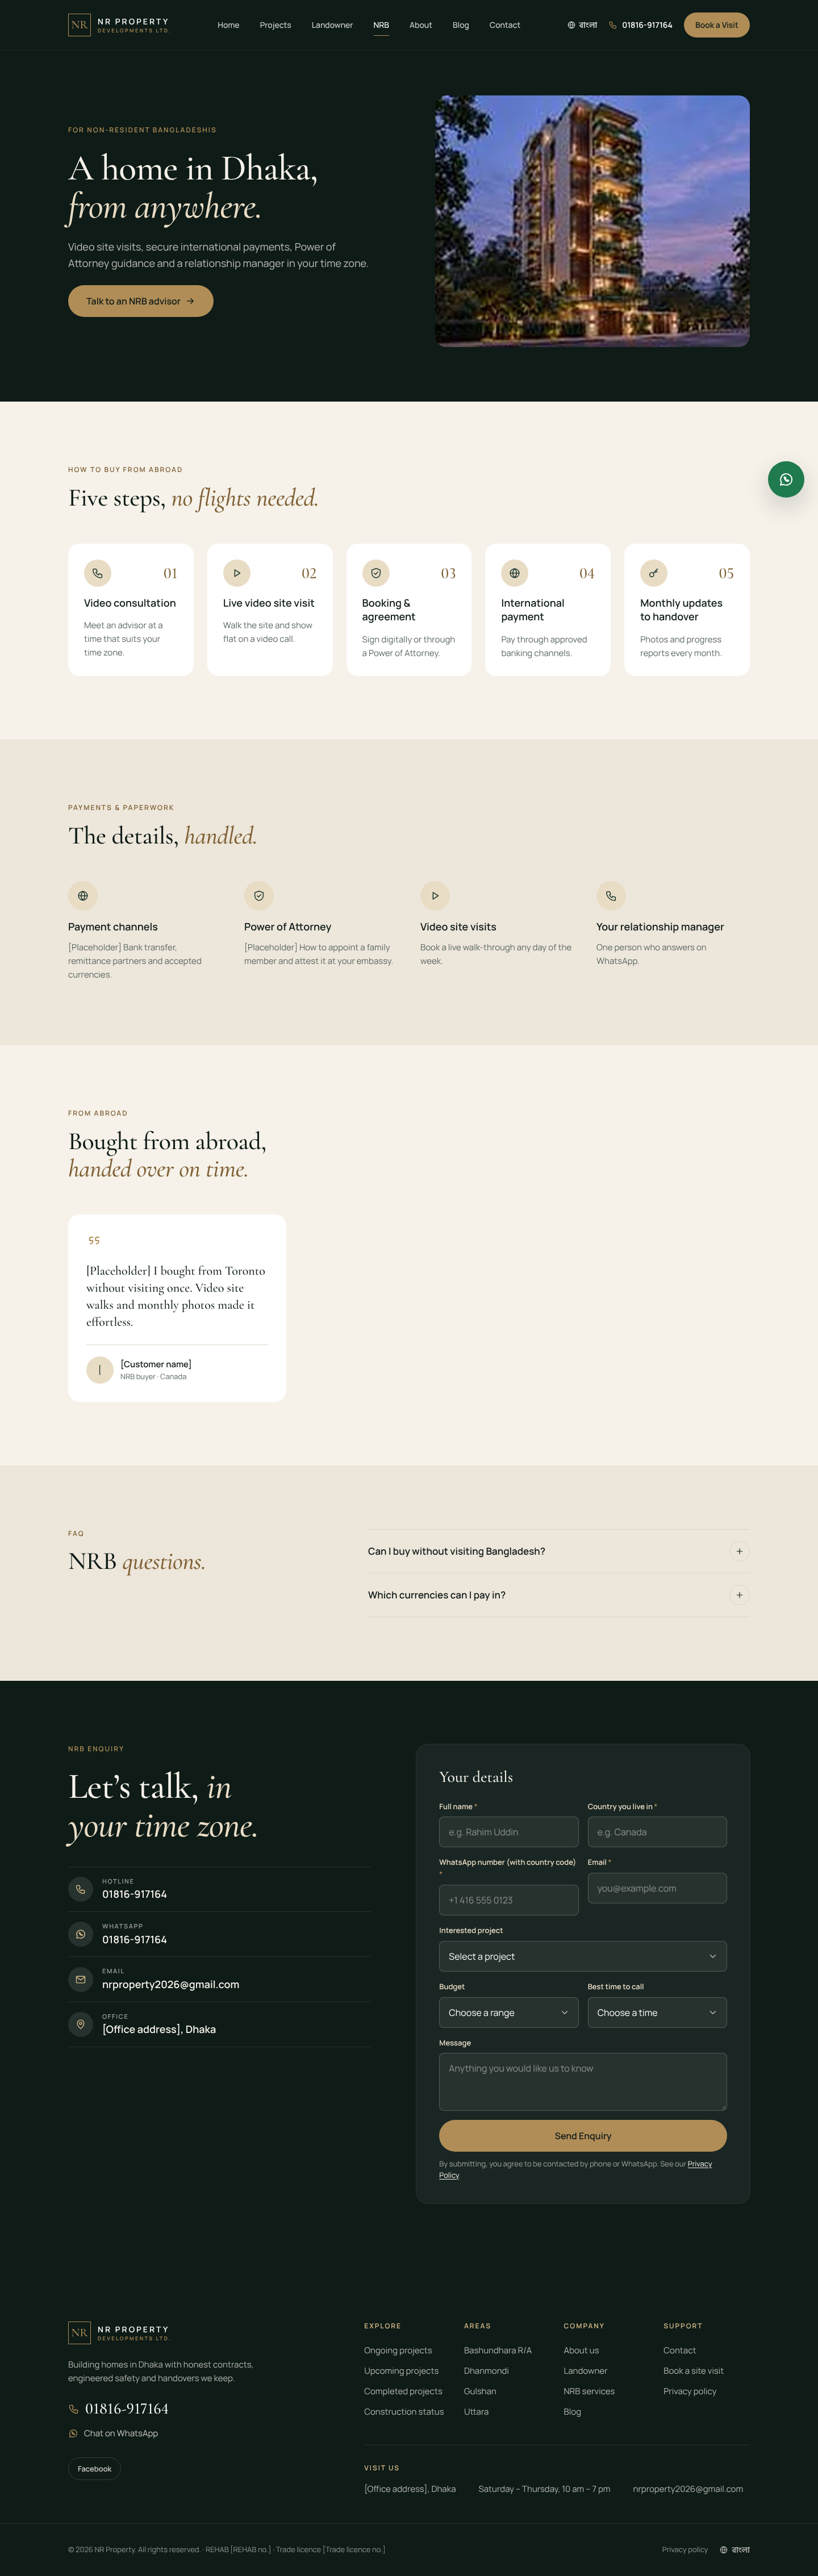 NR
NR PROPERTY
DEVELOPMENTS LTD.
Home
Projects
Landowner
NRB
About
Blog
Contact
বাংলা
01816-917164
Book a Visit
FOR NON-RESIDENT BANGLADESHIS
A home in Dhaka,
from anywhere.
Video site visits, secure international payments, Power of
Attorney guidance and a relationship manager in your time zone.
Talk to an NRB advisor
HOW TO BUY FROM ABROAD
Five steps, no flights needed.
01
Video consultation
Meet an advisor at a
time that suits your
time zone.
02
Live video site visit
Walk the site and show
flat on a video call.
03
Booking &
agreement
Sign digitally or through
a Power of Attorney.
04
International
payment
Pay through approved
banking channels.
05
Monthly updates
to handover
Photos and progress
reports every month.
PAYMENTS & PAPERWORK
The details, handled.
Payment channels
[Placeholder] Bank transfer,
remittance partners and accepted
currencies.
Power of Attorney
[Placeholder] How to appoint a family
member and attest it at your embassy.
Video site visits
Book a live walk-through any day of the
week.
Your relationship manager
One person who answers on
WhatsApp.
FROM ABROAD
Bought from abroad,
handed over on time.
[Placeholder] I bought from Toronto
without visiting once. Video site
walks and monthly photos made it
effortless.
[
[Customer name]
NRB buyer · Canada
FAQ
NRB questions.
Can I buy without visiting Bangladesh?
Which currencies can I pay in?
NRB ENQUIRY
Let’s talk, in
your time zone.
HOTLINE
01816-917164
WHATSAPP
01816-917164
EMAIL
nrproperty2026@gmail.com
OFFICE
[Office address], Dhaka
Your details
Full name *
e.g. Rahim Uddin
Country you live in *
e.g. Canada
WhatsApp number (with country code)
*
+1 416 555 0123
Email *
you@example.com
Interested project
Select a project
Budget
Choose a range
Best time to call
Choose a time
Message
Anything you would like us to know
Send Enquiry
By submitting, you agree to be contacted by phone or WhatsApp. See our Privacy
Policy.
NR
NR PROPERTY
DEVELOPMENTS LTD.
Building homes in Dhaka with honest contracts,
engineered safety and handovers we keep.
01816-917164
Chat on WhatsApp
Facebook
EXPLORE
Ongoing projects
Upcoming projects
Completed projects
Construction status
AREAS
Bashundhara R/A
Dhanmondi
Gulshan
Uttara
COMPANY
About us
Landowner
NRB services
Blog
SUPPORT
Contact
Book a site visit
Privacy policy
VISIT US
[Office address], Dhaka
Saturday – Thursday, 10 am – 7 pm
nrproperty2026@gmail.com
© 2026 NR Property. All rights reserved. · REHAB [REHAB no.] · Trade licence [Trade licence no.]
Privacy policy
বাংলা